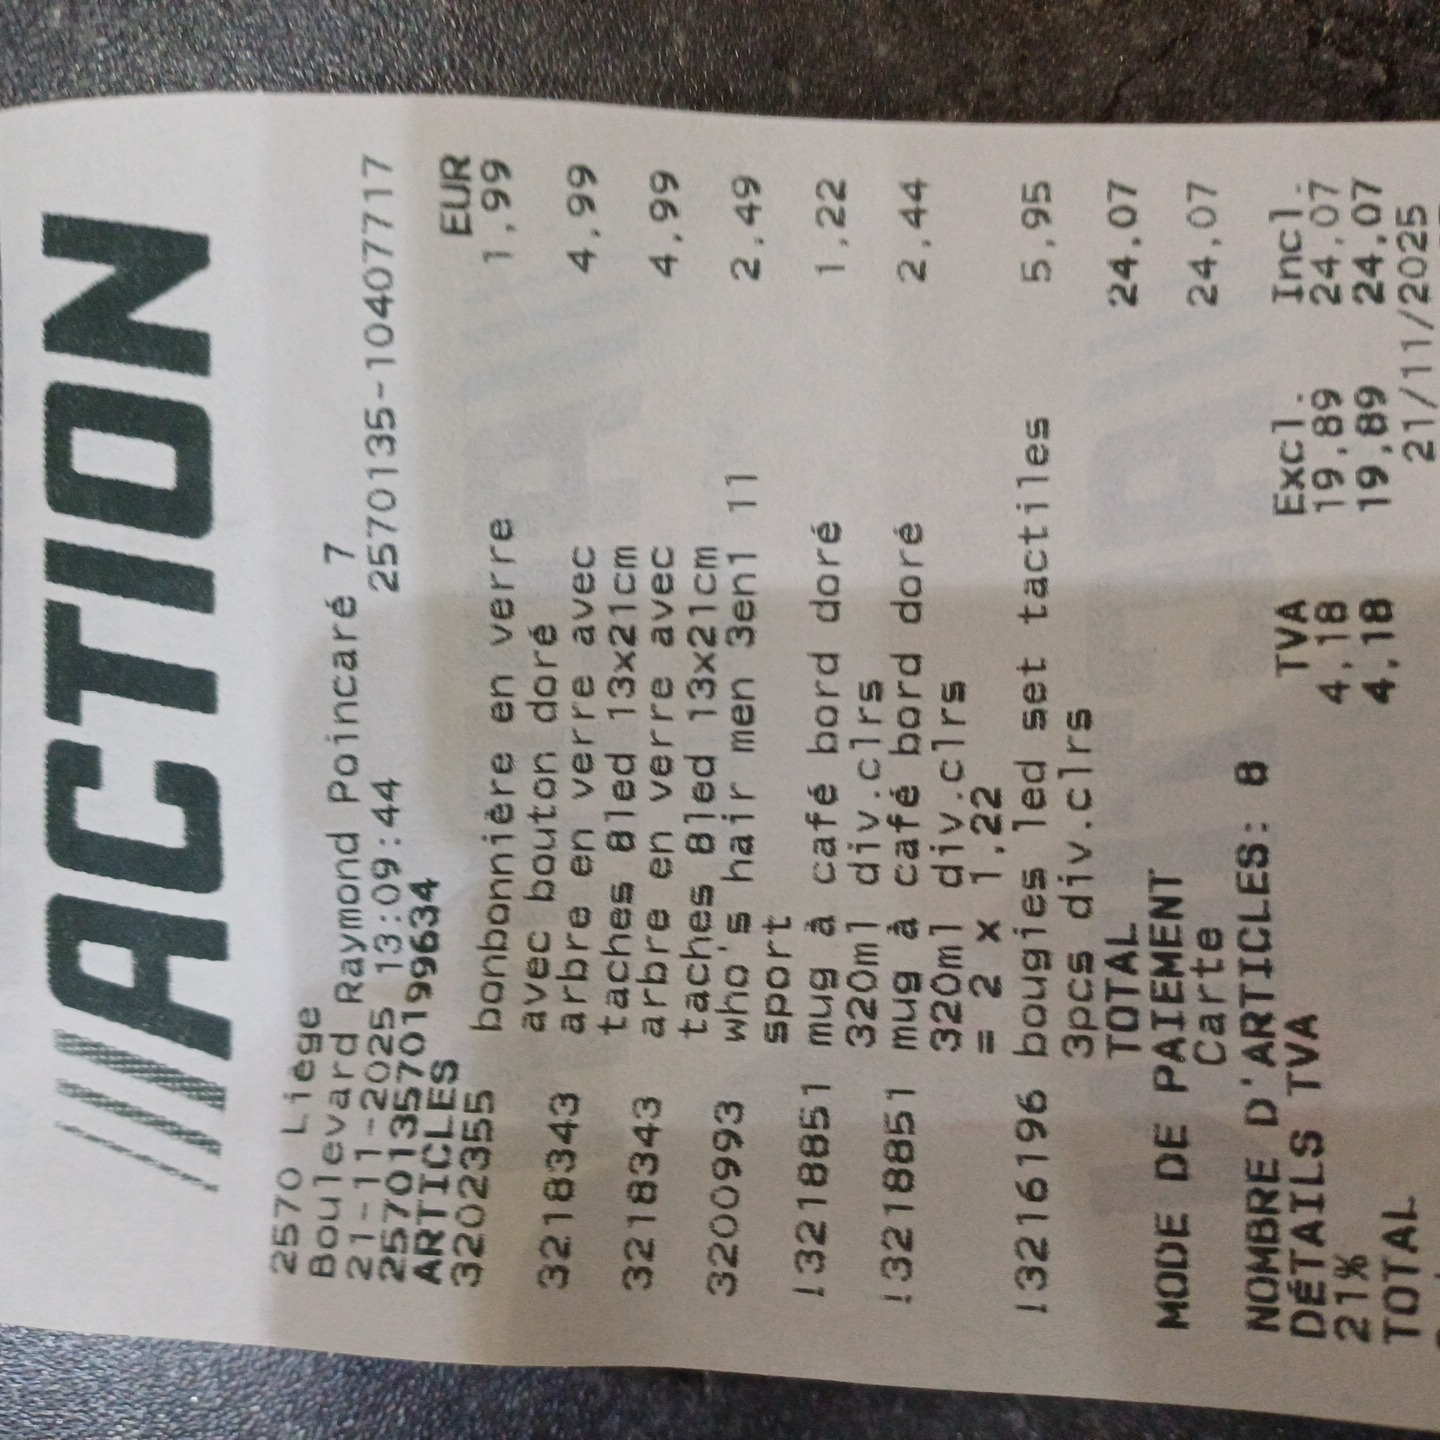 ACTION
2570 Liège
Boulevard Raymond Poincaré 7
21-11-2025 13:09:44 2570135-10407717
257013570199634
ARTICLES EUR
3202355 bonbonnière en verre 1,99
avec bouton doré
3218343 arbre en verre avec 4,99
taches 8led 13x21cm
3218343 arbre en verre avec 4,99
taches 8led 13x21cm
3200993 who's hair men 3en1 11 2,49
sport
!3218851 mug à café bord doré 1,22
320ml div.clrs
!3218851 mug à café bord doré 2,44
320ml div.clrs
= 2 x 1,22
!3216196 bougies led set tactiles 5,95
3pcs div.clrs
TOTAL 24,07
MODE DE PAIEMENT
Carte 24,07
NOMBRE D'ARTICLES: 8
DÉTAILS TVA TVA Excl. Incl.
21% 4,18 19,89 24,07
TOTAL 4,18 19,89 24,07
21/11/2025